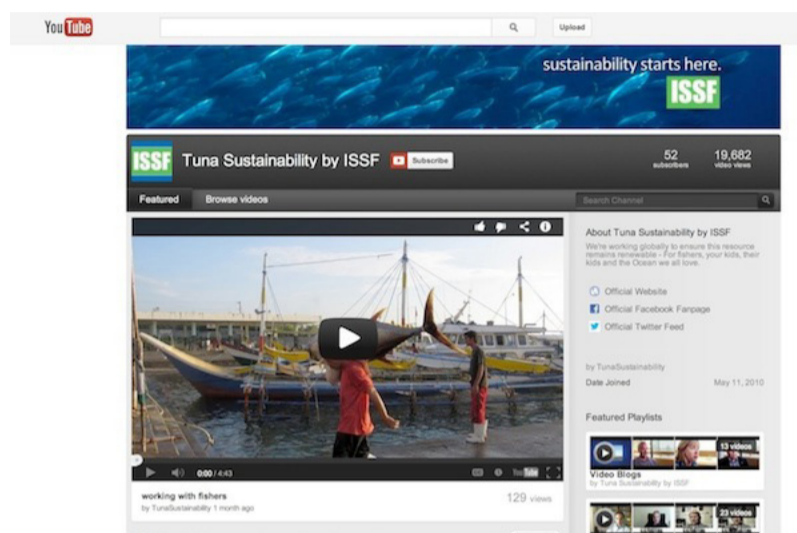 YouTube
Upload
sustainability starts here.
ISSF
ISSF
Tuna Sustainability by ISSF
Subscribe
52
subscribers
19,682
video views
Featured
Browse videos
Search Channel
working with fishers
by TunaSustainability 1 month ago
129 views
0:00 / 4:43
CC
YouTube
About Tuna Sustainability by ISSF
We're working globally to ensure this resource
remains renewable - For fishers, your kids, their
kids and the Ocean we all love.
Official Website
Official Facebook Fanpage
Official Twitter Feed
by TunaSustainability
Date Joined
May 11, 2010
Featured Playlists
13 videos
Video Blogs
by Tuna Sustainability by ISSF
23 videos